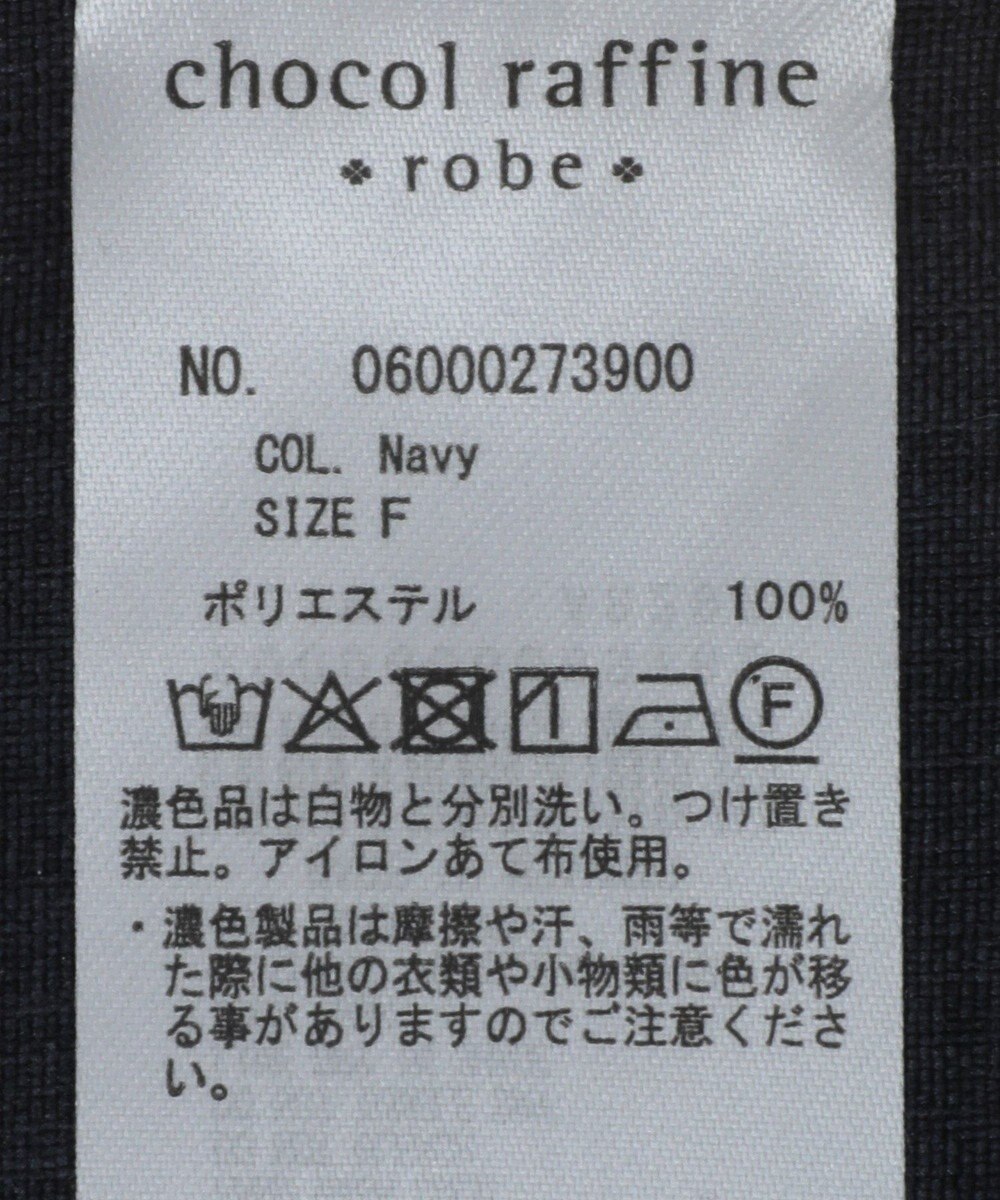 chocol raffine
robe
NO. 06000273900
COL. Navy
SIZE F
ポリエステル 100%
F
濃色品は白物と分別洗い。つけ置き
禁止。アイロンあて布使用。
・濃色製品は摩擦や汗、雨等で濡れ
た際に他の衣類や小物類に色が移
る事がありますのでご注意くださ
い。